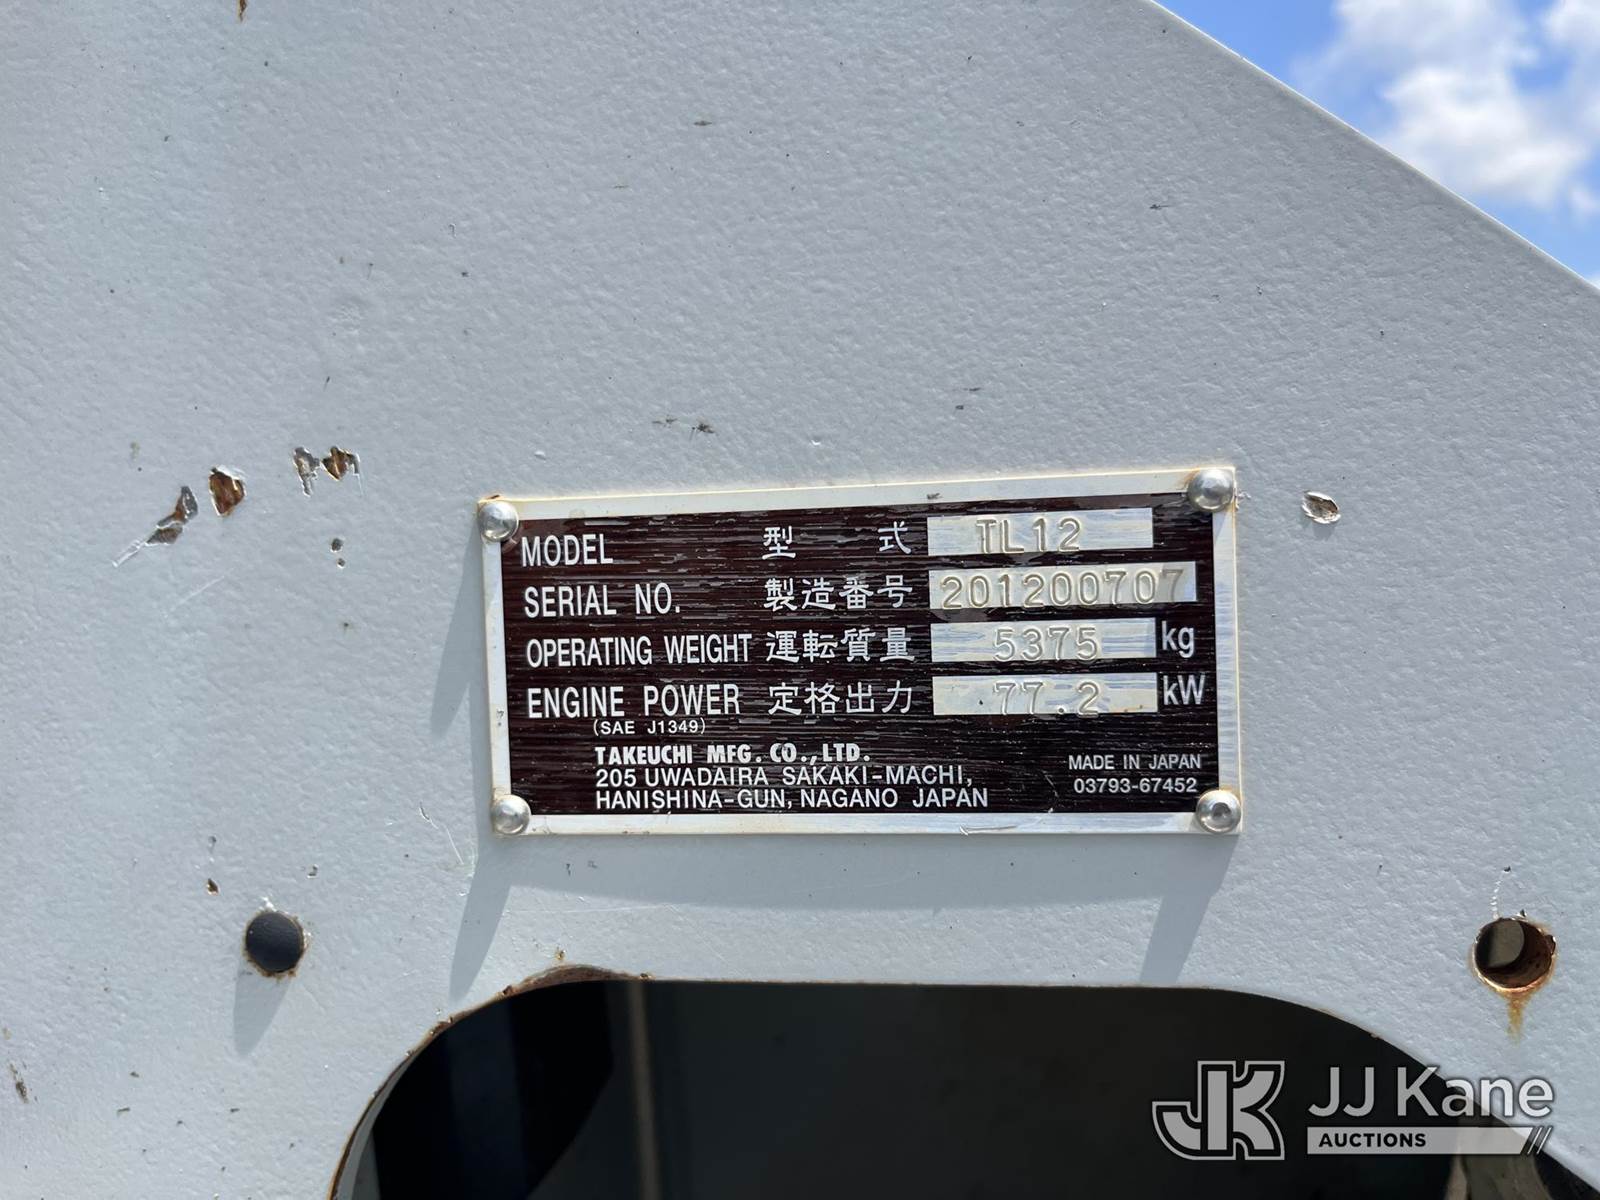 MODEL 型 式 TL12
SERIAL NO. 製造番号 201200707
OPERATING WEIGHT 運転質量 5375 kg
ENGINE POWER 定格出力 77.2 kW
(SAE J1349)
TAKEUCHI MFG. CO.,LTD.
205 UWADAIRA SAKAKI-MACHI,
HANISHINA-GUN, NAGANO JAPAN
MADE IN JAPAN
03793-67452
JK JJ Kane
AUCTIONS